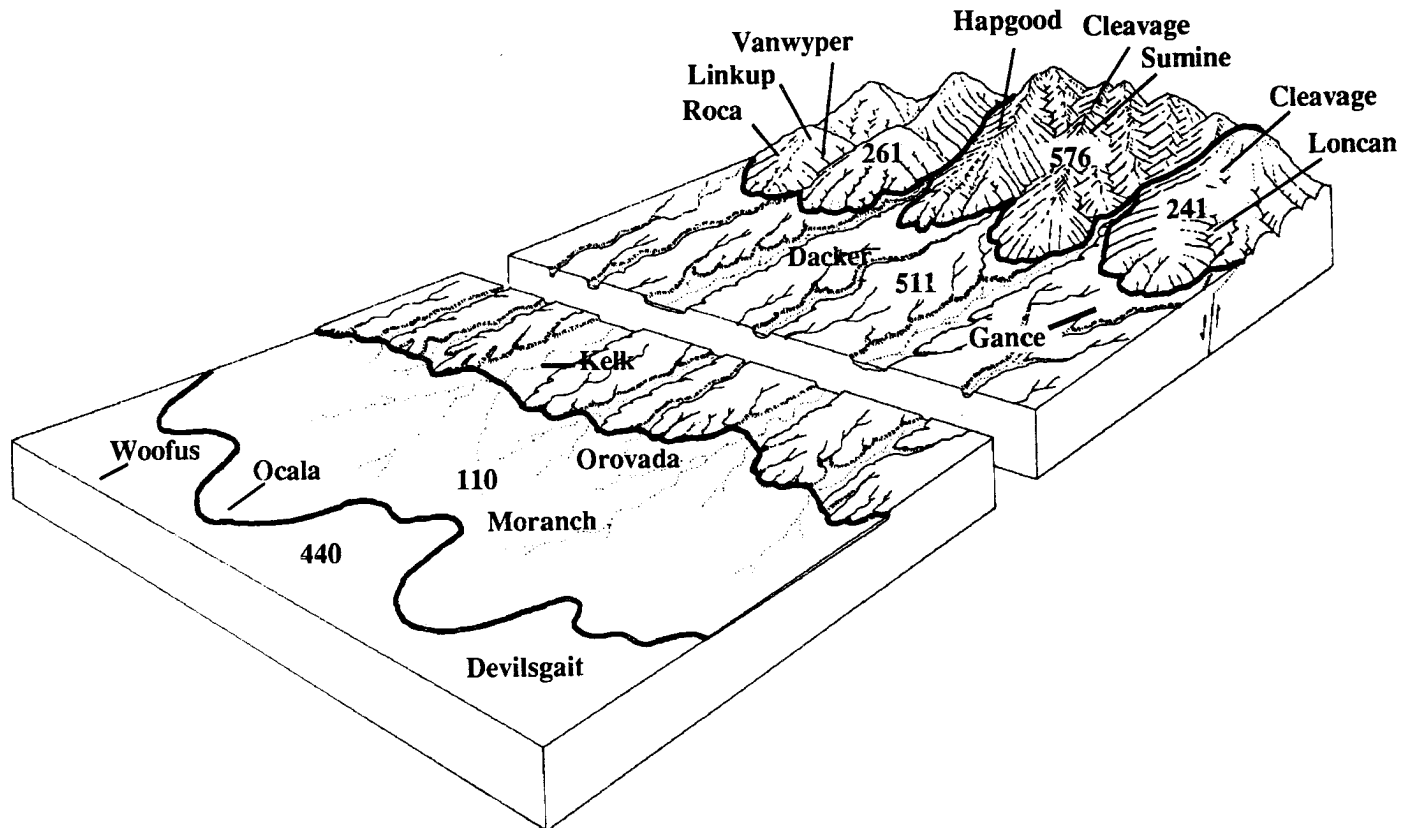 Hapgood
Cleavage
Vanwyper
Sumine
Linkup
Cleavage
Roca
Loncan
261
576
241
Dacker
511
Gance
Kelk
Woofus
Ocala
110
Orovada
Moranch
440
Devilsgait